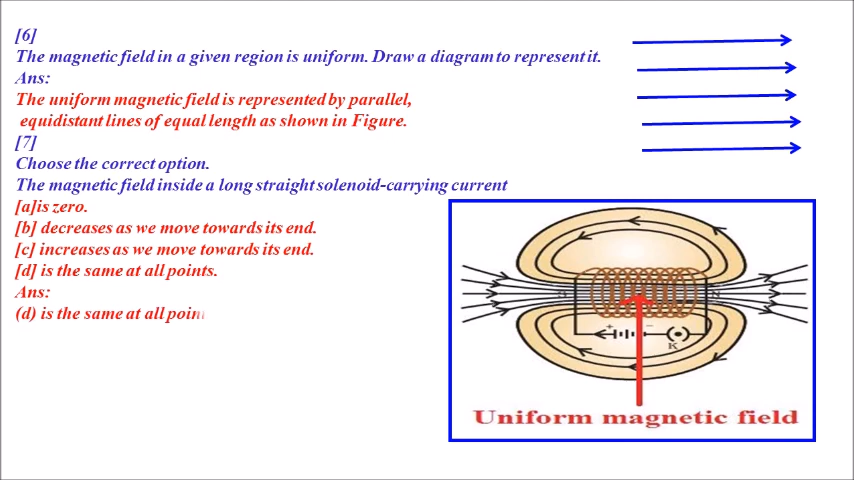 [6]
The magnetic field in a given region is uniform. Draw a diagram to represent it.
Ans:
The uniform magnetic field is represented by parallel,
equidistant lines of equal length as shown in Figure.
[7]
Choose the correct option.
The magnetic field inside a long straight solenoid-carrying current
[a]is zero.
[b] decreases as we move towards its end.
[c] increases as we move towards its end.
[d] is the same at all points.
Ans:
(d) is the same at all poin
S N
+ −
K
Uniform magnetic field